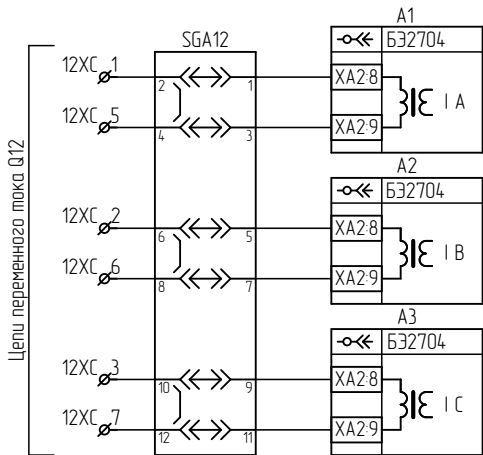 A1
SGA12
БЭ2704
12XC 1
2
1
XA2:8
I A
12XC 5
4
3
XA2:9
A2
БЭ2704
12XC 2
6
5
XA2:8
I B
12XC 6
8
7
XA2:9
A3
БЭ2704
12XC 3
10
9
XA2:8
I C
12XC 7
12
11
XA2:9
Цепи переменного тока Q12